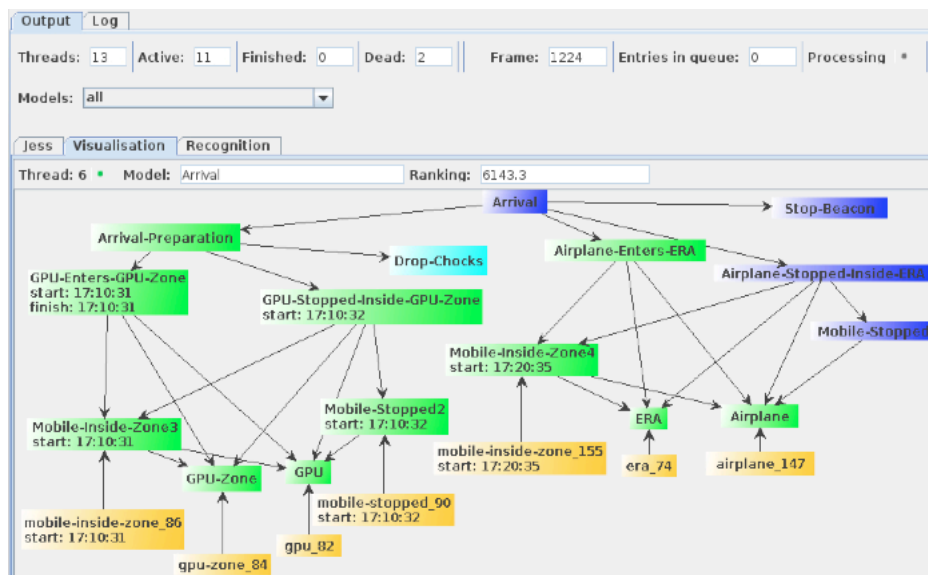 Output Log
Threads: 13 Active: 11 Finished: 0 Dead: 2 Frame: 1224 Entries in queue: 0 Processing
Models: all
Jess Visualisation Recognition
Thread: 6 Model: Arrival Ranking: 6143.3
Arrival
Stop-Beacon
Arrival-Preparation
Airplane-Enters-ERA
Drop-Chocks
Airplane-Stopped-Inside-ERA
GPU-Enters-GPU-Zone
start: 17:10:31
finish: 17:10:31
GPU-Stopped-Inside-GPU-Zone
start: 17:10:32
Mobile-Stopped
Mobile-Inside-Zone4
start: 17:20:35
Mobile-Stopped2
start: 17:10:32
ERA
Airplane
Mobile-Inside-Zone3
start: 17:10:31
mobile-inside-zone_155
start: 17:20:35
era_74
airplane_147
GPU-Zone
GPU
mobile-stopped_90
start: 17:10:32
mobile-inside-zone_86
start: 17:10:31
gpu_82
gpu-zone_84